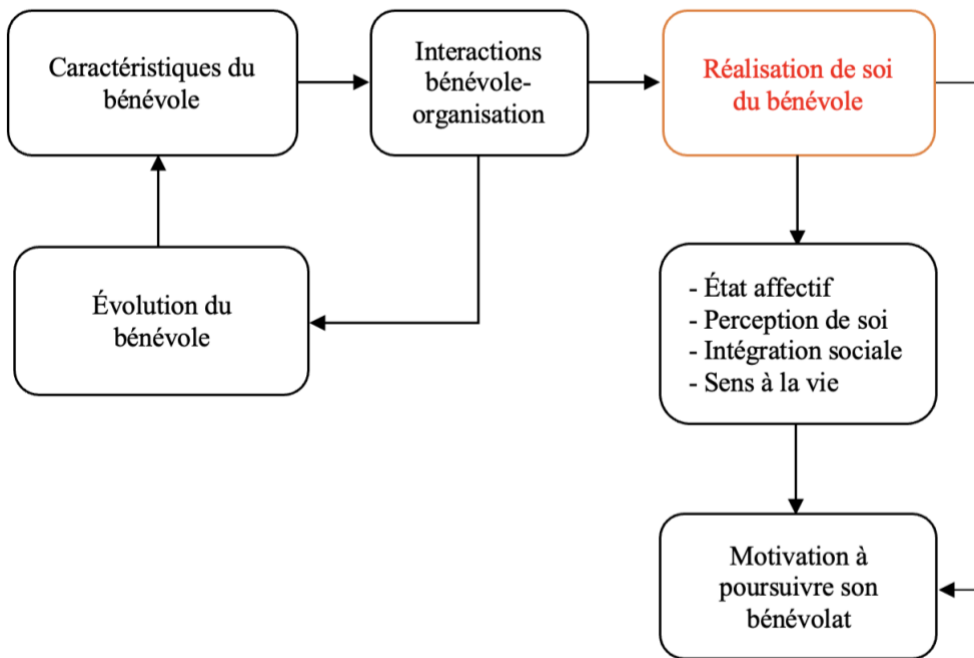 Caractéristiques du
bénévole
Interactions
bénévole-
organisation
Réalisation de soi
du bénévole
Évolution du
bénévole
- État affectif
- Perception de soi
- Intégration sociale
- Sens à la vie
Motivation à
poursuivre son
bénévolat